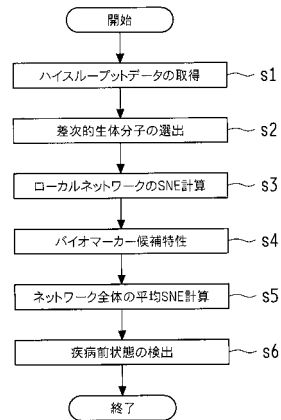 開始
ハイスループットデータの取得 s1
差次的生体分子の選出 s2
ローカルネットワークのSNE計算 s3
バイオマーカー候補特性 s4
ネットワーク全体の平均SNE計算 s5
疾病前状態の検出 s6
終了